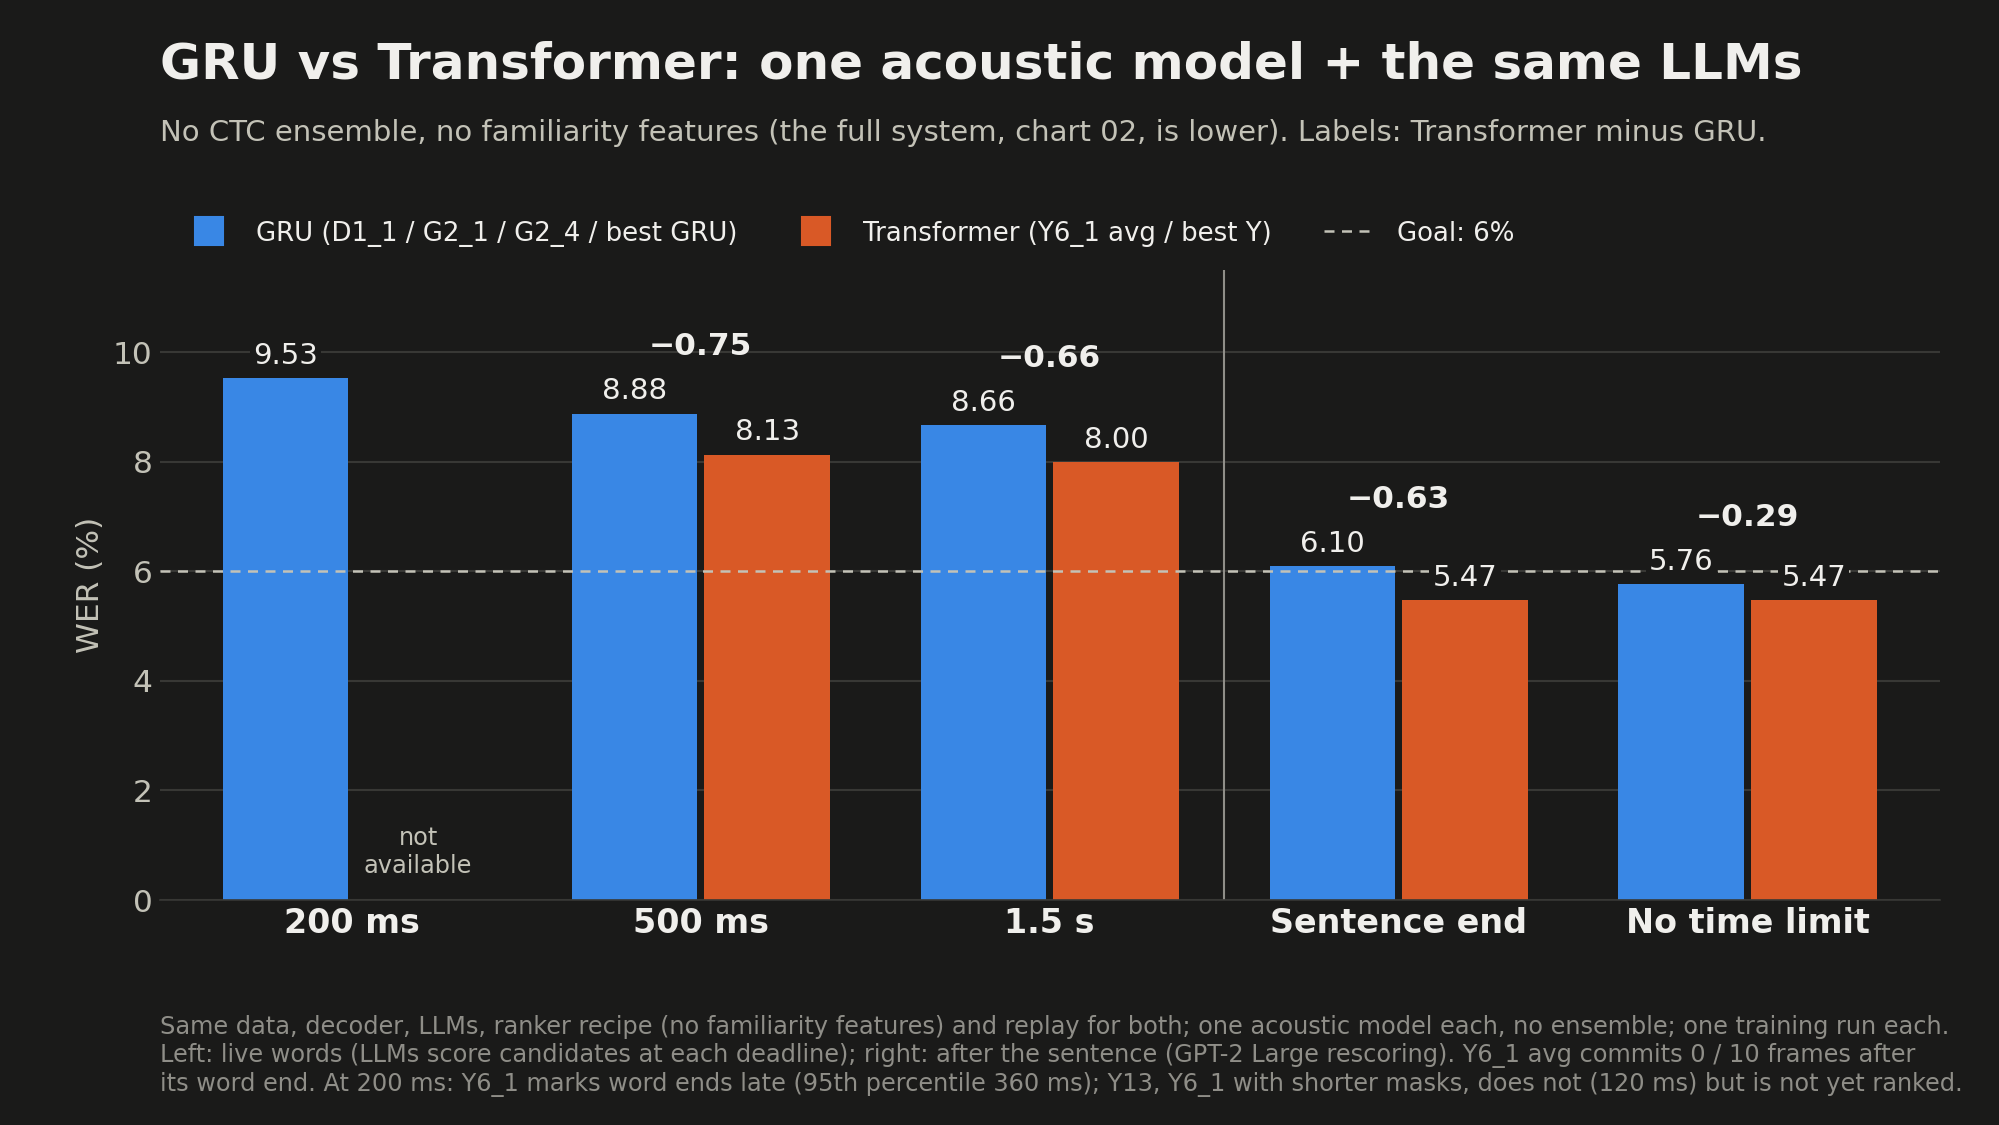 GRU vs Transformer: one acoustic model + the same LLMs
No CTC ensemble, no familiarity features (the full system, chart 02, is lower). Labels: Transformer minus GRU.
GRU (D1_1 / G2_1 / G2_4 / best GRU)
Transformer (Y6_1 avg / best Y)
Goal: 6%
WER (%)
10
8
6
4
2
0
9.53
not
available
−0.75
8.88
8.13
−0.66
8.66
8.00
−0.63
6.10
5.47
−0.29
5.76
5.47
200 ms
500 ms
1.5 s
Sentence end
No time limit
Same data, decoder, LLMs, ranker recipe (no familiarity features) and replay for both; one acoustic model each, no ensemble; one training run each.
Left: live words (LLMs score candidates at each deadline); right: after the sentence (GPT-2 Large rescoring). Y6_1 avg commits 0 / 10 frames after
its word end. At 200 ms: Y6_1 marks word ends late (95th percentile 360 ms); Y13, Y6_1 with shorter masks, does not (120 ms) but is not yet ranked.